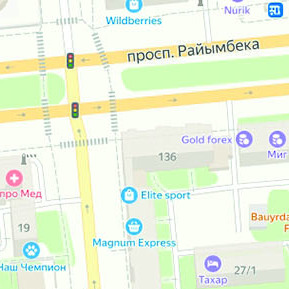 Wildberries
Nurik
просп. Райымбека
Gold forex
136
Миг
про Мед
Elite sport
Bauyrda
19
Magnum Express
Наш Чемпион
Тахар
27/1